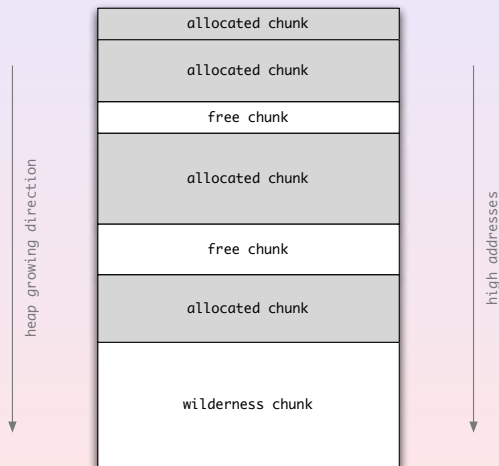 allocated chunk
allocated chunk
free chunk
allocated chunk
free chunk
allocated chunk
wilderness chunk
heap growing direction
high addresses